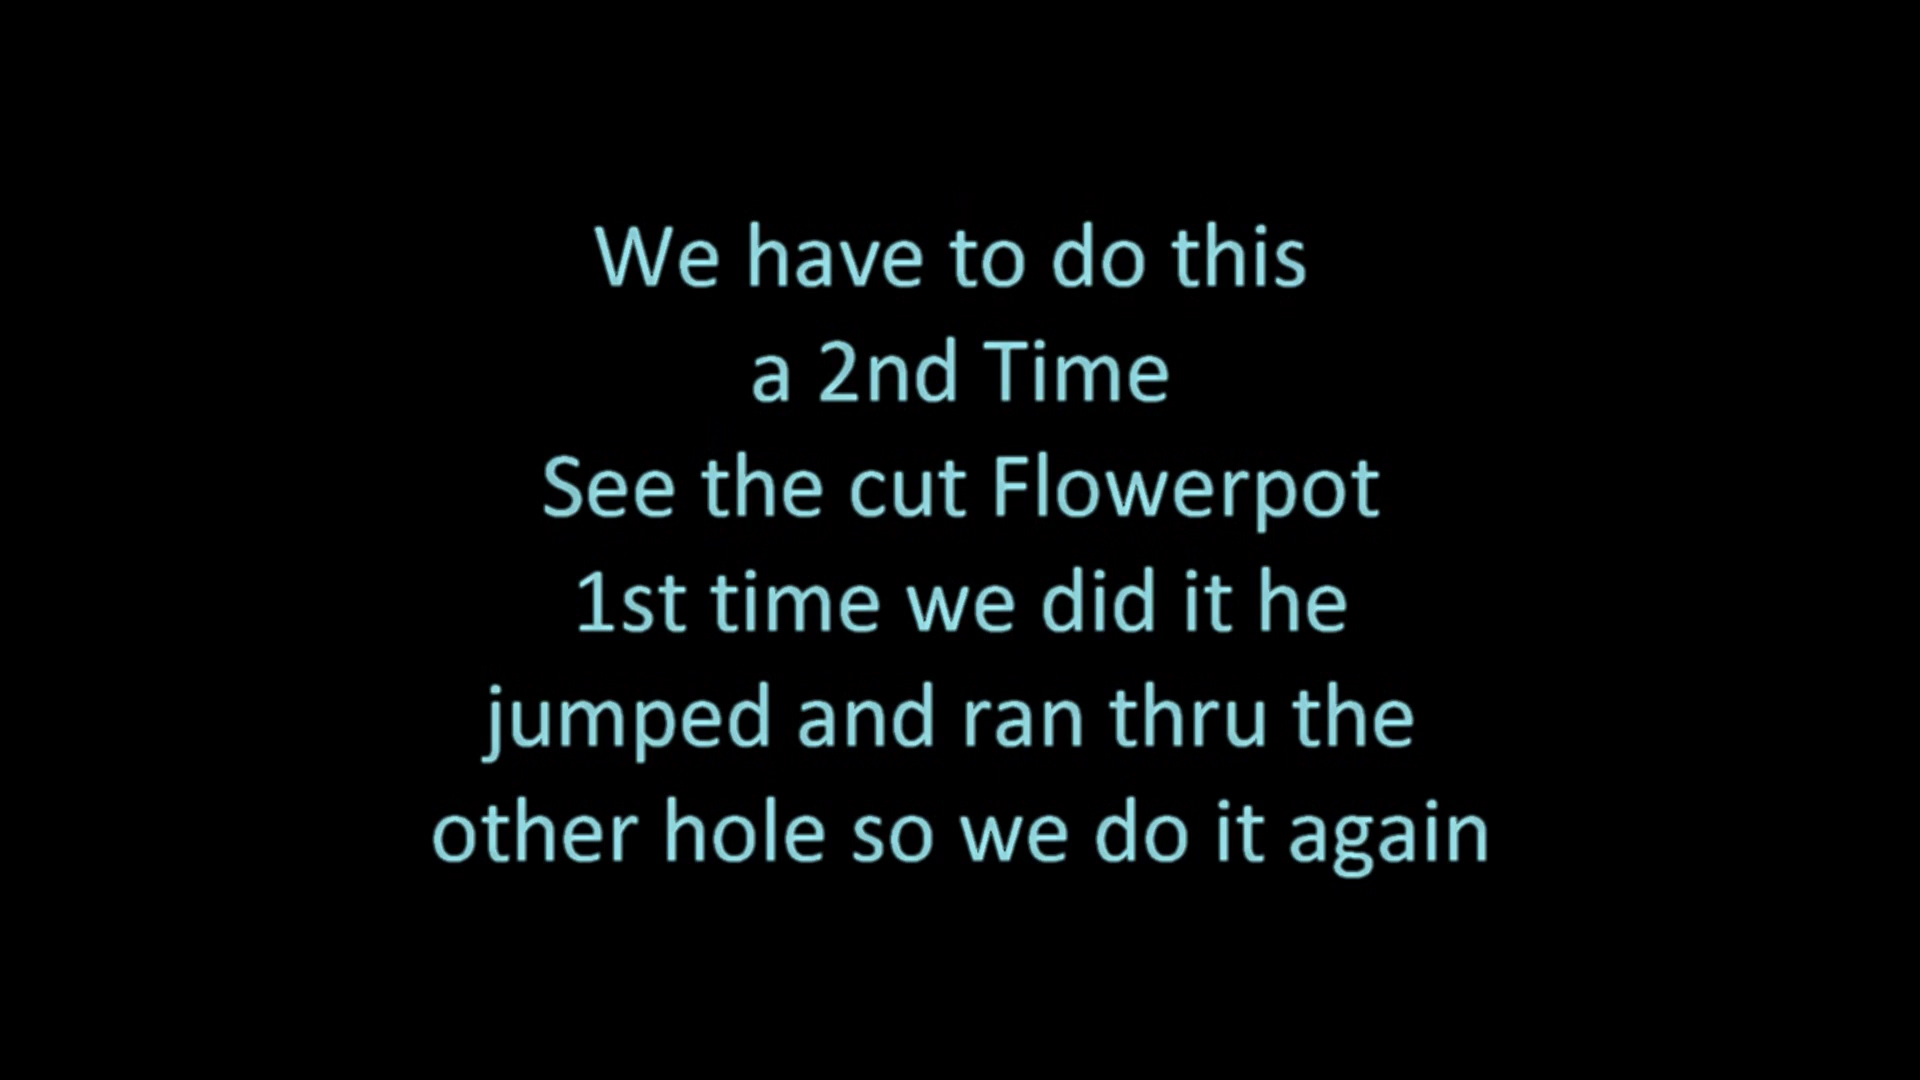 We have to do this
a 2nd Time
See the cut Flowerpot
1st time we did it he
jumped and ran thru the
other hole so we do it again